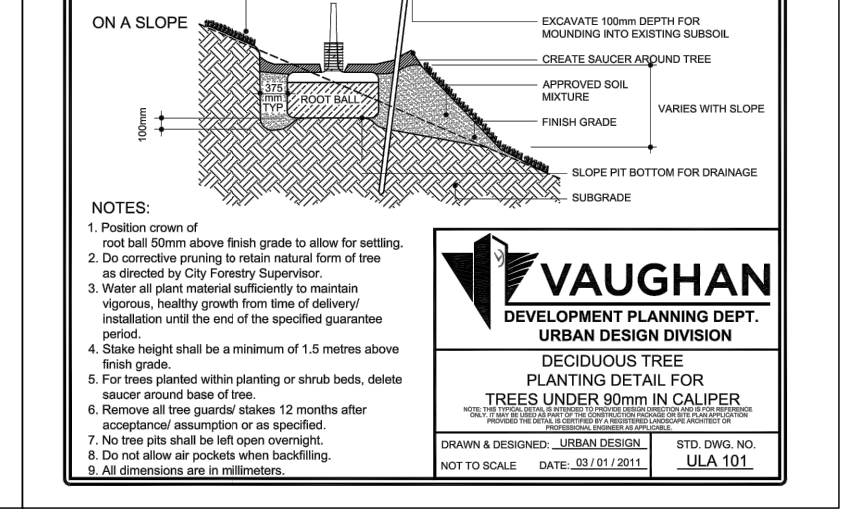 ON A SLOPE
EXCAVATE 100mm DEPTH FOR
MOUNDING INTO EXISTING SUBSOIL
CREATE SAUCER AROUND TREE
APPROVED SOIL
MIXTURE
FINISH GRADE
VARIES WITH SLOPE
SLOPE PIT BOTTOM FOR DRAINAGE
SUBGRADE
375
mm
TYP.
ROOT BALL
100mm
NOTES:
1. Position crown of
root ball 50mm above finish grade to allow for settling.
2. Do corrective pruning to retain natural form of tree
as directed by City Forestry Supervisor.
3. Water all plant material sufficiently to maintain
vigorous, healthy growth from time of delivery/
installation until the end of the specified guarantee
period.
4. Stake height shall be a minimum of 1.5 metres above
finish grade.
5. For trees planted within planting or shrub beds, delete
saucer around base of tree.
6. Remove all tree guards/ stakes 12 months after
acceptance/ assumption or as specified.
7. No tree pits shall be left open overnight.
8. Do not allow air pockets when backfilling.
9. All dimensions are in millimeters.
VAUGHAN
DEVELOPMENT PLANNING DEPT.
URBAN DESIGN DIVISION
DECIDUOUS TREE
PLANTING DETAIL FOR
TREES UNDER 90mm IN CALIPER
NOTE: THIS TYPICAL DETAIL IS INTENDED TO PROVIDE DESIGN DIRECTION AND IS FOR REFERENCE
ONLY. IT MAY BE USED AS PART OF THE CONSTRUCTION PACKAGE OR SITE PLAN APPLICATION
PROVIDED THE DETAIL IS CERTIFIED BY A REGISTERED LANDSCAPE ARCHITECT OR
PROFESSIONAL ENGINEER AS APPLICABLE.
DRAWN & DESIGNED: URBAN DESIGN
NOT TO SCALE DATE: 03 / 01 / 2011
STD. DWG. NO.
ULA 101